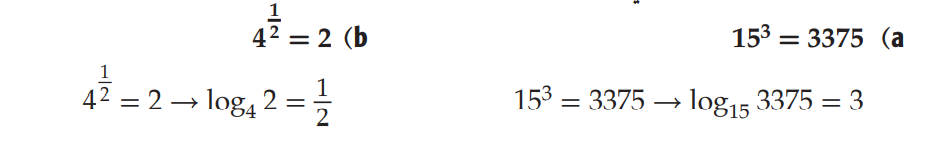 15³ = 3375 (a
4^{1/2} = 2 (b
15³ = 3375 → log₁₅ 3375 = 3
4^{1/2} = 2 → log₄ 2 = 1/2